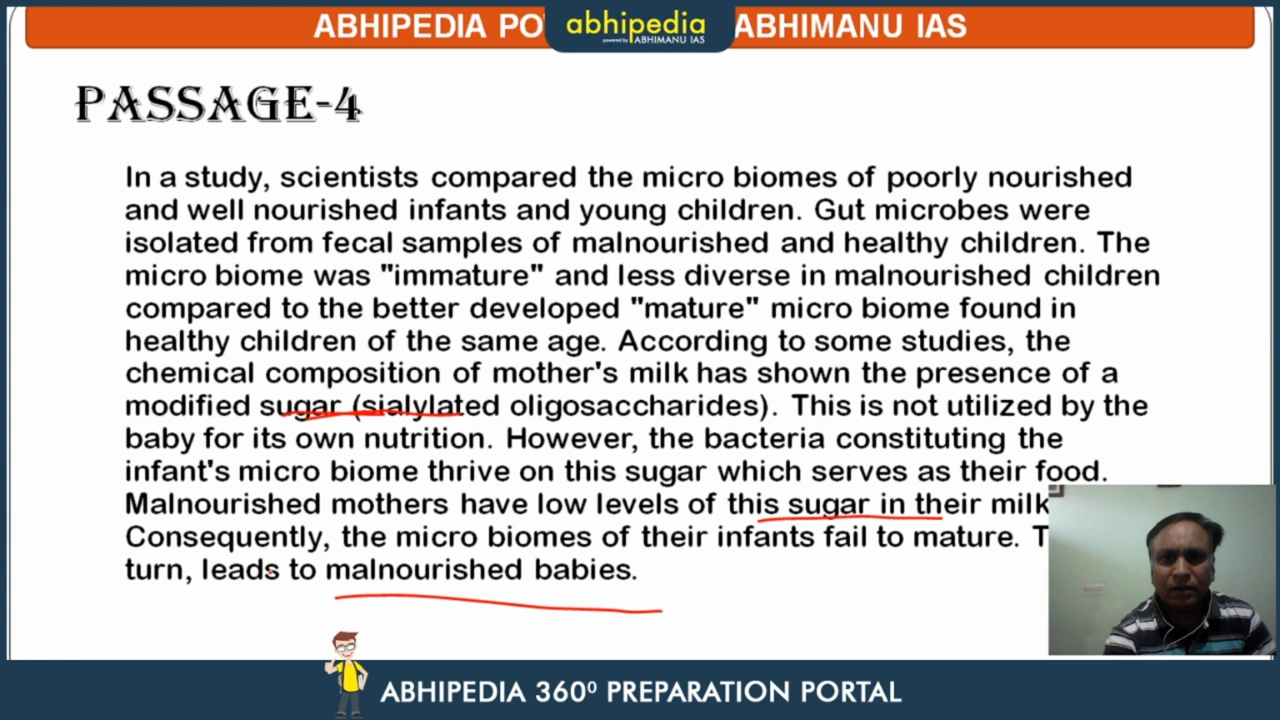 ABHIPEDIA PO
abhipedia
powered by ABHIMANU IAS
ABHIMANU IAS
PASSAGE-4
In a study, scientists compared the micro biomes of poorly nourished
and well nourished infants and young children. Gut microbes were
isolated from fecal samples of malnourished and healthy children. The
micro biome was "immature" and less diverse in malnourished children
compared to the better developed "mature" micro biome found in
healthy children of the same age. According to some studies, the
chemical composition of mother's milk has shown the presence of a
modified sugar (sialylated oligosaccharides). This is not utilized by the
baby for its own nutrition. However, the bacteria constituting the
infant's micro biome thrive on this sugar which serves as their food.
Malnourished mothers have low levels of this sugar in their milk
Consequently, the micro biomes of their infants fail to mature. T
turn, leads to malnourished babies.
ABHIPEDIA 360⁰ PREPARATION PORTAL